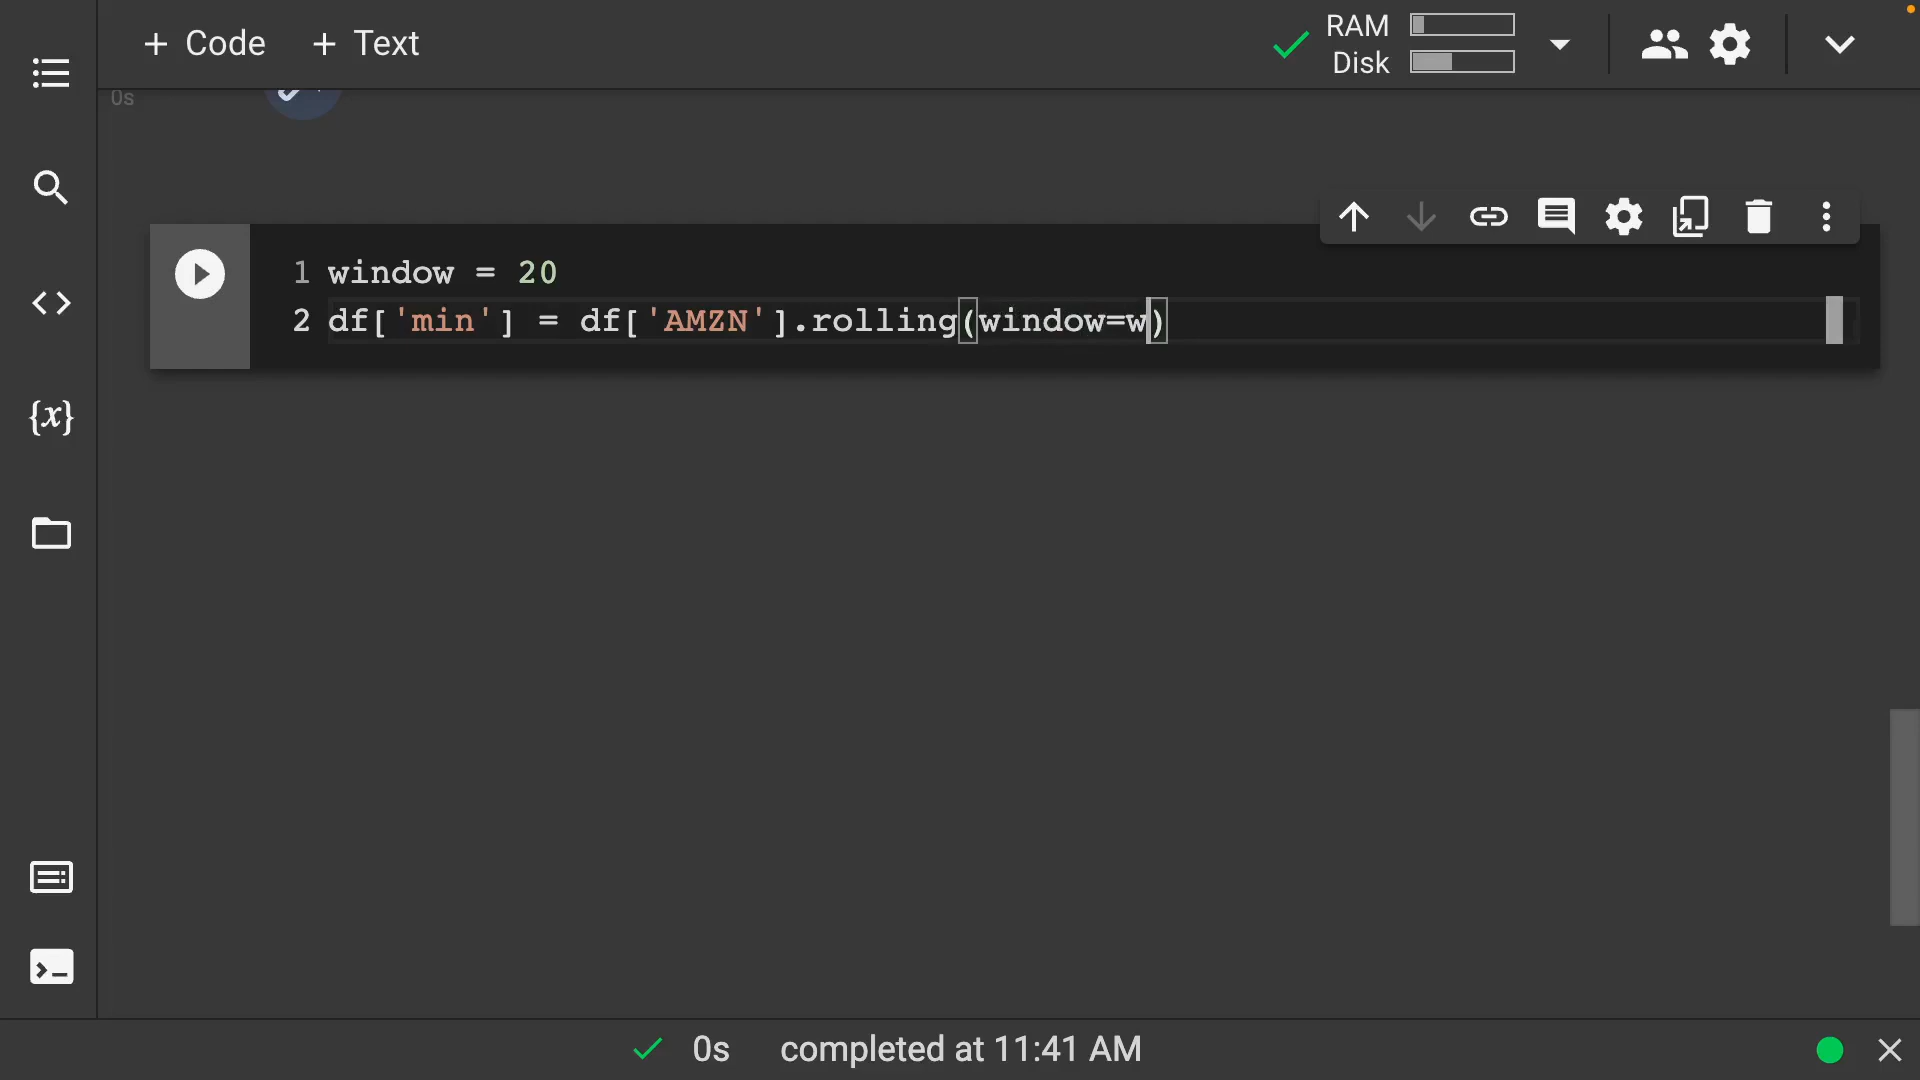 + Code + Text
RAM
Disk
0s
{x}
1 window = 20
2 df['min'] = df['AMZN'].rolling(window=w)
0s completed at 11:41 AM